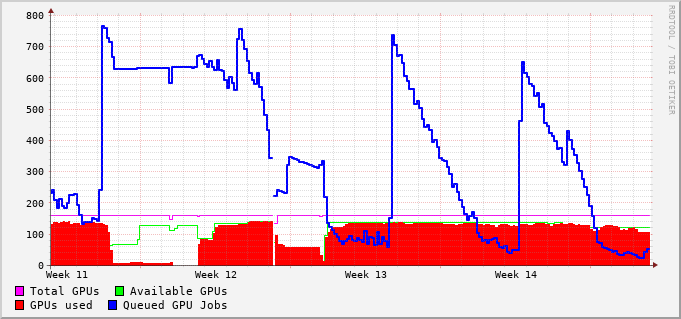 800
700
600
500
400
300
200
100
0
Week 11 Week 12 Week 13 Week 14
Total GPUs Available GPUs
GPUs used Queued GPU Jobs
RRDTOOL / TOBI OETIKER